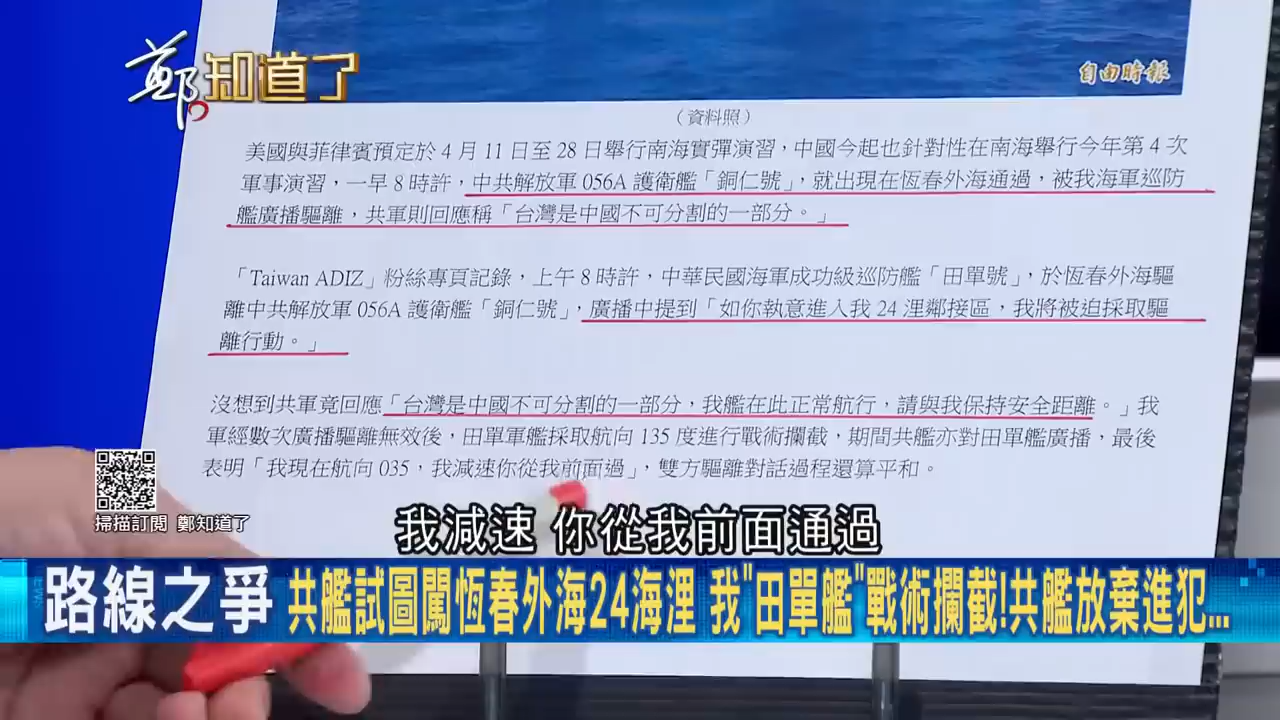 鄭知道了
自由時報
（資料照）
美國與菲律賓預定於 4 月 11 日至 28 日舉行南海實彈演習，中國今起也針對性在南海舉行今年第 4 次
軍事演習，一早 8 時許，中共解放軍 056A 護衛艦「銅仁號」，就出現在恆春外海通過，被我海軍巡防
艦廣播驅離，共軍則回應稱「台灣是中國不可分割的一部分。」
「Taiwan ADIZ」粉絲專頁記錄，上午 8 時許，中華民國海軍成功級巡防艦「田單號」，於恆春外海驅
離中共解放軍 056A 護衛艦「銅仁號」，廣播中提到「如你執意進入我 24 浬鄰接區，我將被迫採取驅
離行動。」
沒想到共軍竟回應「台灣是中國不可分割的一部分，我艦在此正常航行，請與我保持安全距離。」我
軍經數次廣播驅離無效後，田單軍艦採取航向 135 度進行戰術攔截，期間共艦亦對田單艦廣播，最後
表明「我現在航向 035，我減速你從我前面過」，雙方驅離對話過程還算平和。
掃描訂閱 鄭知道了
我減速 你從我前面通過
路線之爭 共艦試圖闖恆春外海24海浬 我"田單艦"戰術攔截!共艦放棄進犯...